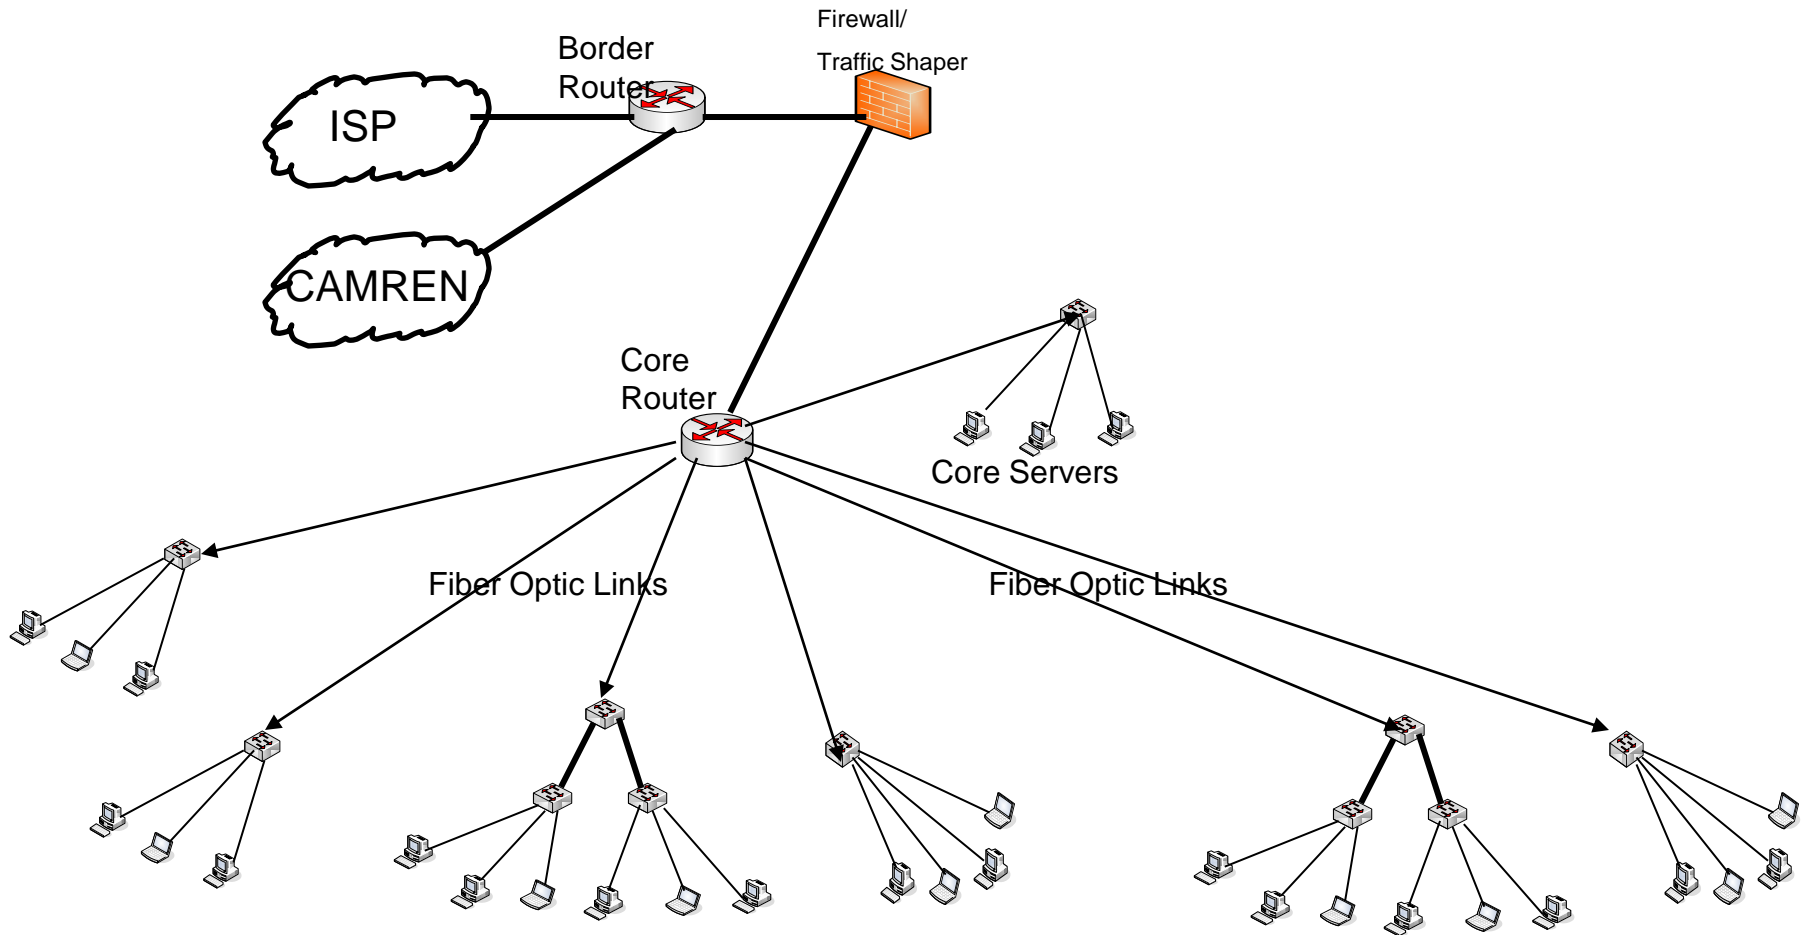 Firewall/
Traffic Shaper
Border
Router
ISP
CAMREN
Core
Router
Core Servers
Fiber Optic Links
Fiber Optic Links